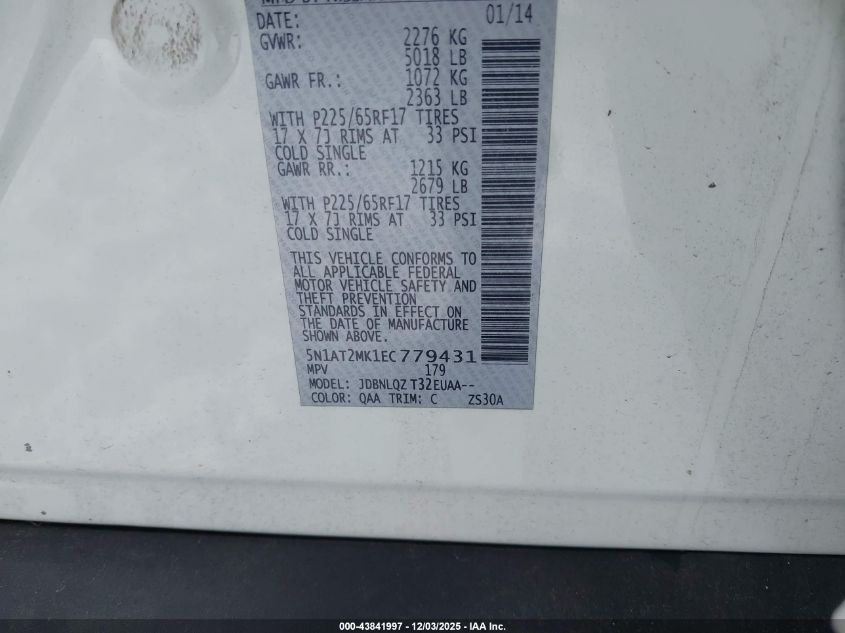 DATE: 01/14
GVWR: 2276 KG
5018 LB
GAWR FR.: 1072 KG
2363 LB
WITH P225/65RF17 TIRES
17 X 7J RIMS AT 33 PSI
COLD SINGLE
GAWR RR.: 1215 KG
2679 LB
WITH P225/65RF17 TIRES
17 X 7J RIMS AT 33 PSI
COLD SINGLE
THIS VEHICLE CONFORMS TO
ALL APPLICABLE FEDERAL
MOTOR VEHICLE SAFETY AND
THEFT PREVENTION
STANDARDS IN EFFECT ON
THE DATE OF MANUFACTURE
SHOWN ABOVE.
5N1AT2MK1EC779431
MPV 179
MODEL: JDBNLQZ T32EUAA--
COLOR: QAA TRIM: C ZS30A
000-43841997 - 12/03/2025 - IAA Inc.